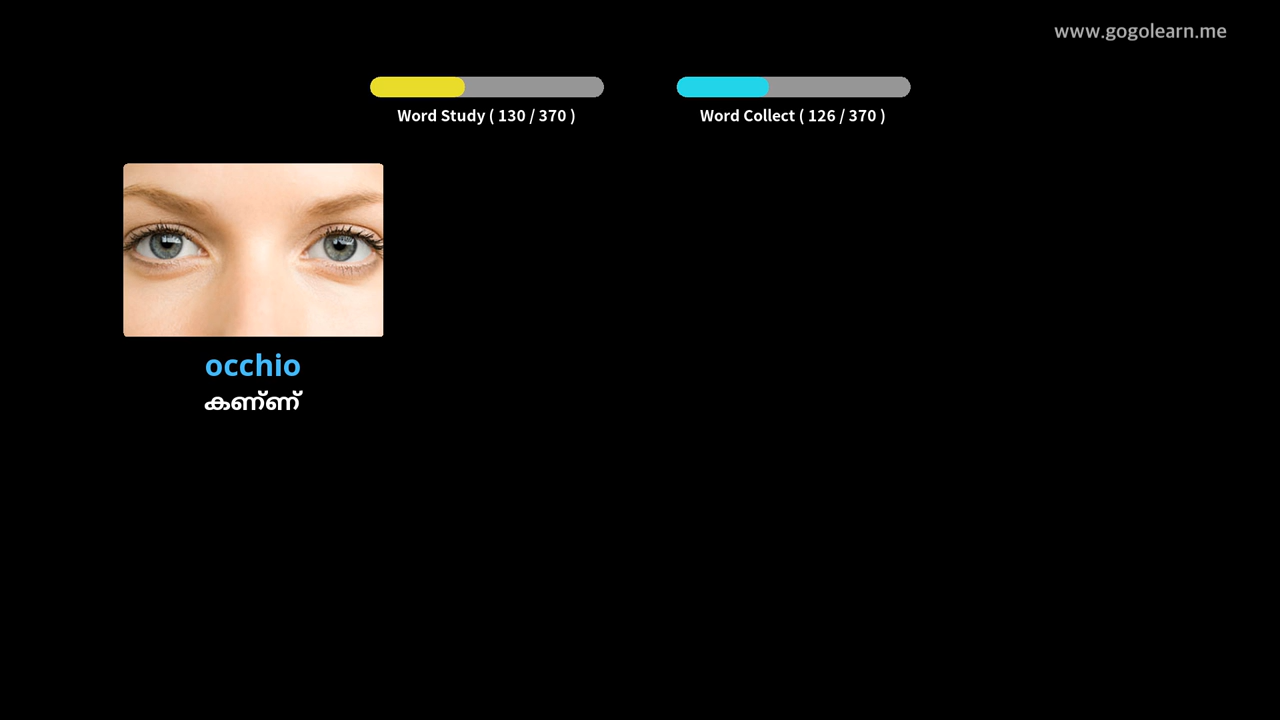 www.gogolearn.me
Word Study ( 130 / 370 )
Word Collect ( 126 / 370 )
occhio
കണ്ണ്